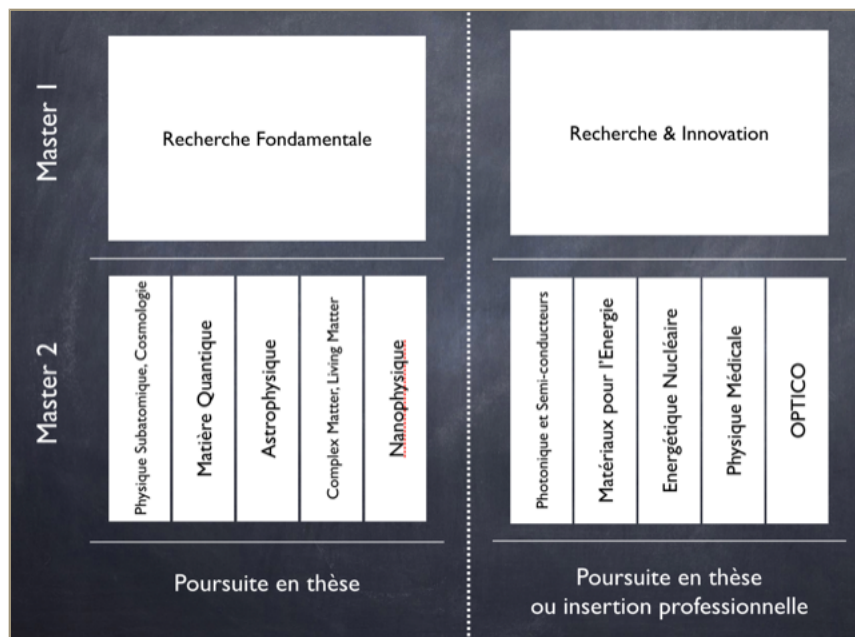 Master 1
Recherche Fondamentale
Recherche & Innovation
Master 2
Physique Subatomique, Cosmologie
Matière Quantique
Astrophysique
Complex Matter, Living Matter
Nanophysique
Photonique et Semi-conducteurs
Matériaux pour l'Energie
Energétique Nucléaire
Physique Médicale
OPTICO
Poursuite en thèse
Poursuite en thèse
ou insertion professionnelle